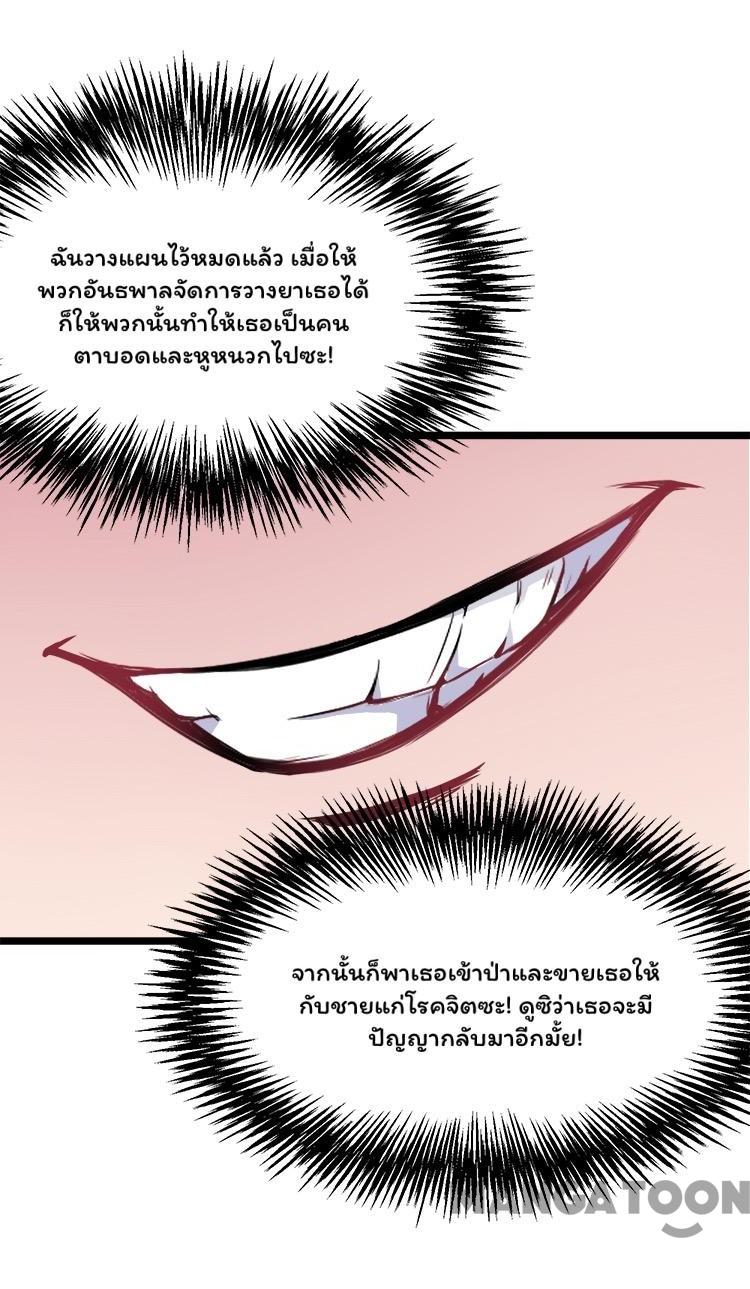 ฉันวางแผนไว้หมดแล้ว เมื่อให้
พวกอันธพาลจัดการวางยาเธอได้
ก็ให้พวกนั้นทำให้เธอเป็นคน
ตาบอดและหูหนวกไปซะ!
จากนั้นก็พาเธอเข้าป่าและขายเธอให้
กับชายแก่โรคจิตซะ! ดูซิว่าเธอจะมี
ปัญญากลับมาอีกมั้ย!
MANGATOON